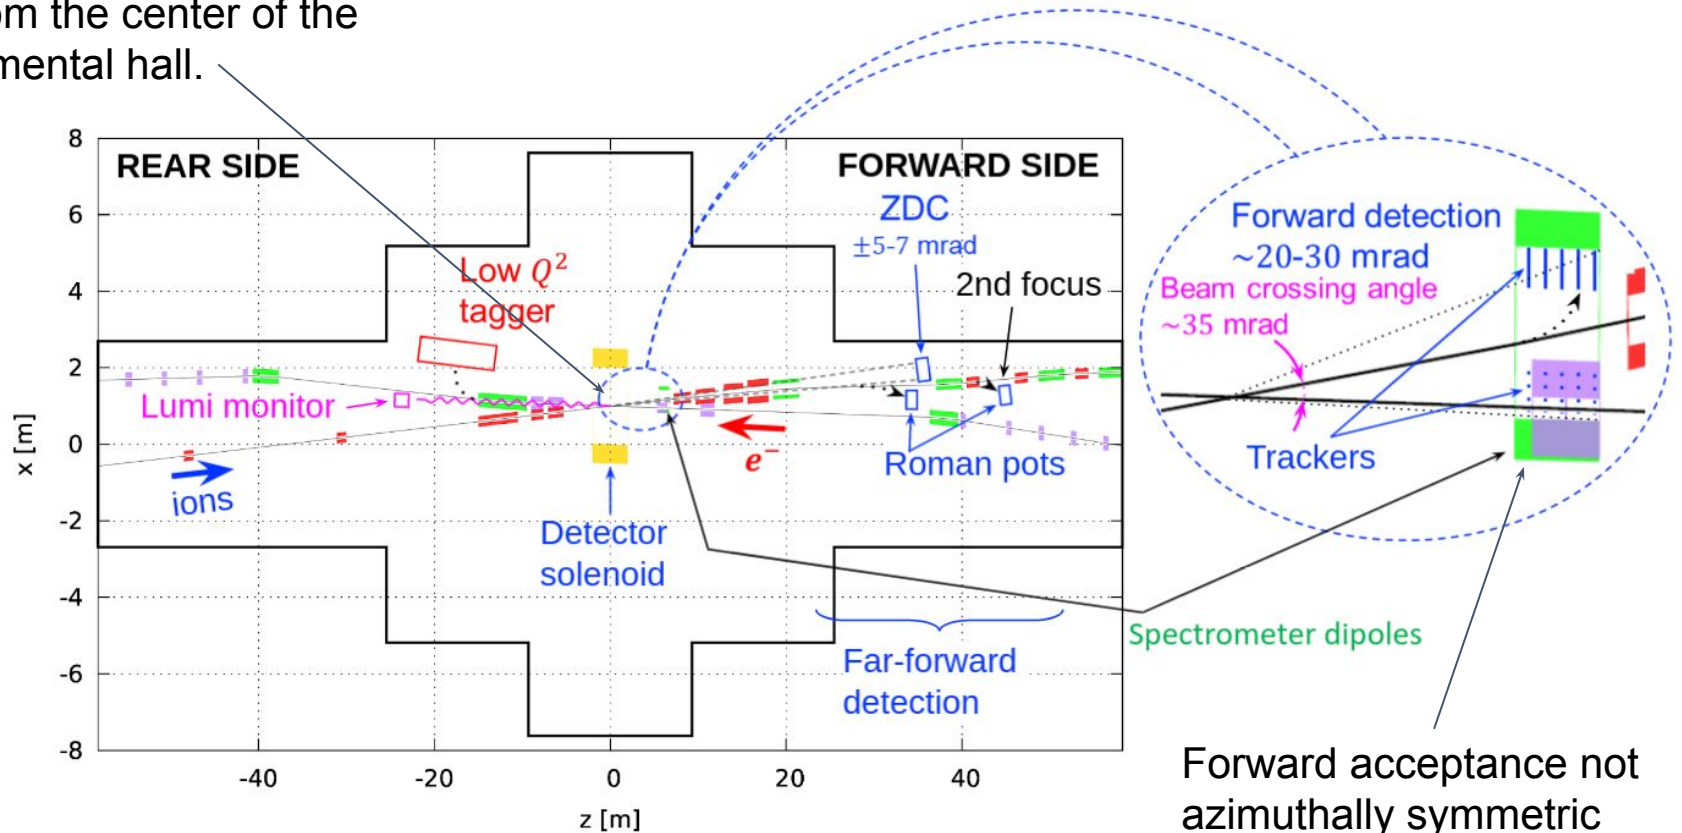 om the center of the
mental hall.
REAR SIDE
FORWARD SIDE
ZDC
±5-7 mrad
2nd focus
Low Q²
tagger
Lumi monitor
ions
e⁻
Roman pots
Detector
solenoid
Far-forward
detection
Forward detection
~20-30 mrad
Beam crossing angle
~35 mrad
Trackers
Spectrometer dipoles
Forward acceptance not
azimuthally symmetric
x [m]
8
6
4
2
0
-2
-4
-6
-8
-40
-20
0
20
40
z [m]